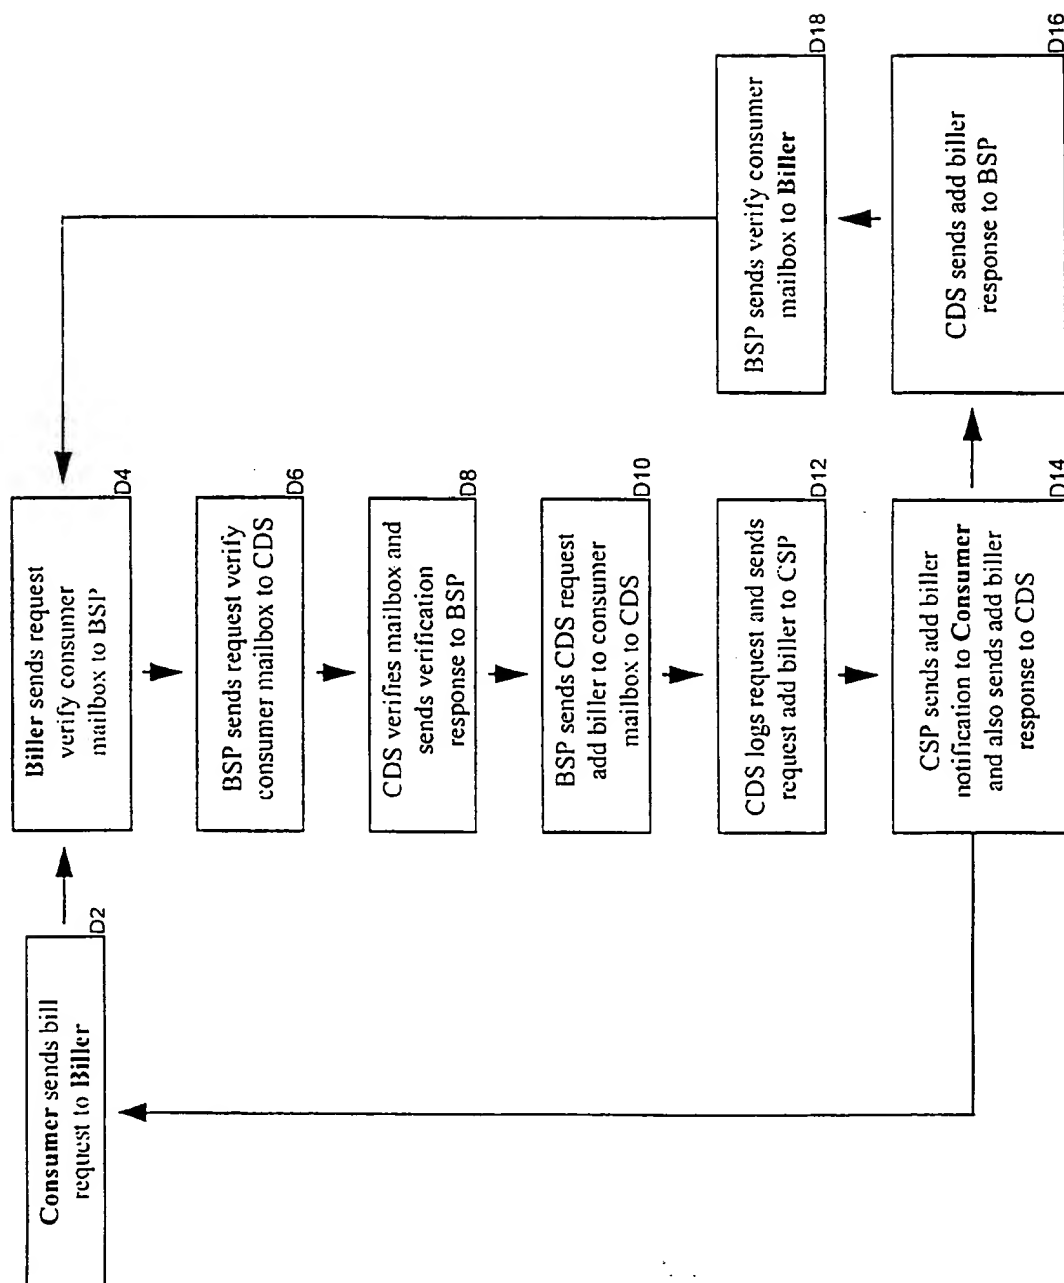 Consumer sends bill
request to Biller
D2
Biller sends request
verify consumer
mailbox to BSP
D4
BSP sends request verify
consumer mailbox to CDS
D6
CDS verifies mailbox and
sends verification
response to BSP
D8
BSP sends CDS request
add biller to consumer
mailbox to CDS
D10
CDS logs request and sends
request add biller to CSP
D12
CSP sends add biller
notification to Consumer
and also sends add biller
response to CDS
D14
CDS sends add biller
response to BSP
D16
BSP sends verify consumer
mailbox to Biller
D18